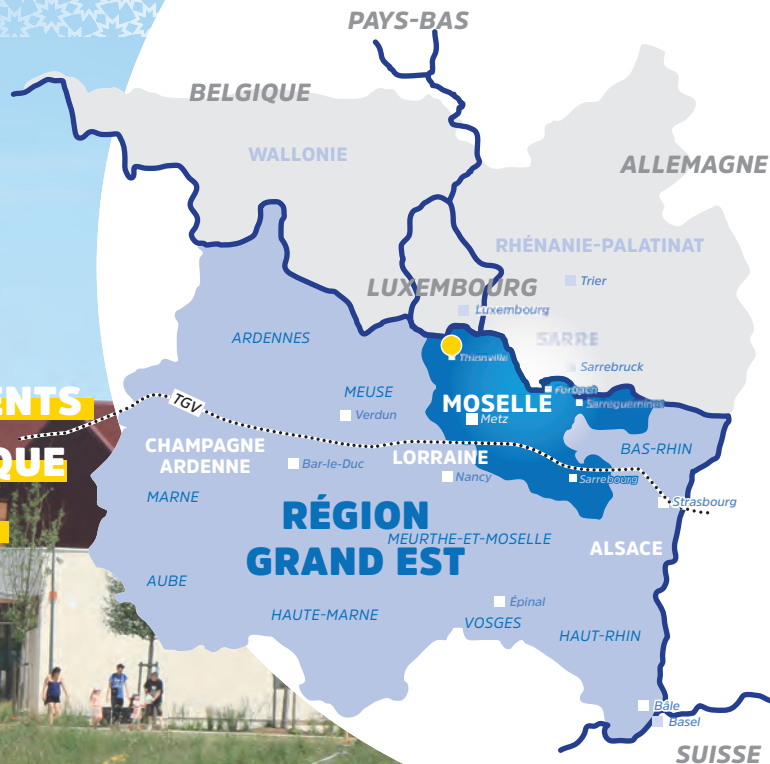 PAYS-BAS
BELGIQUE
WALLONIE
ALLEMAGNE
RHÉNANIE-PALATINAT
Trier
LUXEMBOURG
Luxembourg
SARRE
ARDENNES
Thionville
Sarrebruck
MEUSE
Forbach
ENTS
TGV
MOSELLE
Sarreguemines
Verdun
Metz
QUE
CHAMPAGNE
ARDENNE
LORRAINE
BAS-RHIN
Bar-le-Duc
Nancy
Sarrebourg
MARNE
Strasbourg
RÉGION
GRAND EST
MEURTHE-ET-MOSELLE
ALSACE
AUBE
Épinal
HAUTE-MARNE
VOSGES
HAUT-RHIN
Bâle
Basel
SUISSE